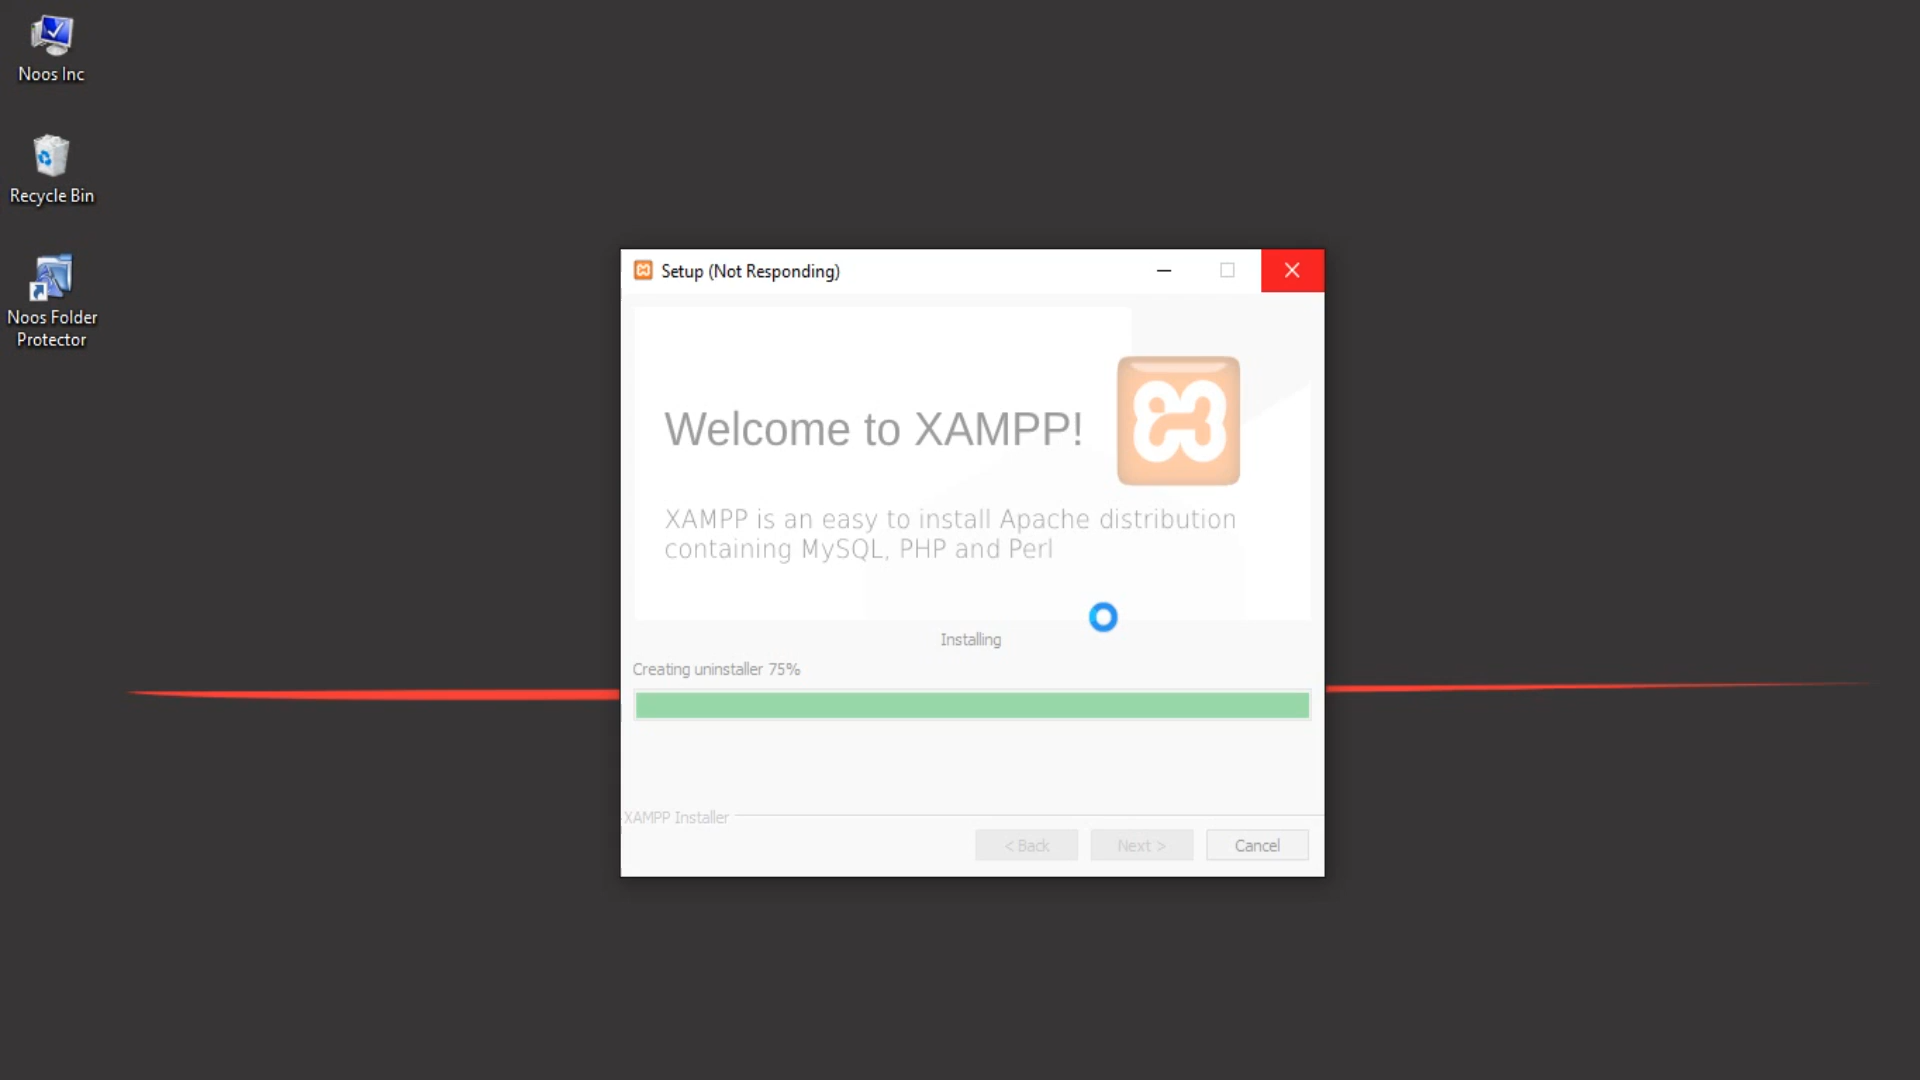 Noos Inc
Recycle Bin
Noos Folder
Protector
Setup (Not Responding)
Welcome to XAMPP!
XAMPP is an easy to install Apache distribution
containing MySQL, PHP and Perl
Installing
Creating uninstaller 75%
XAMPP Installer
< Back
Next >
Cancel